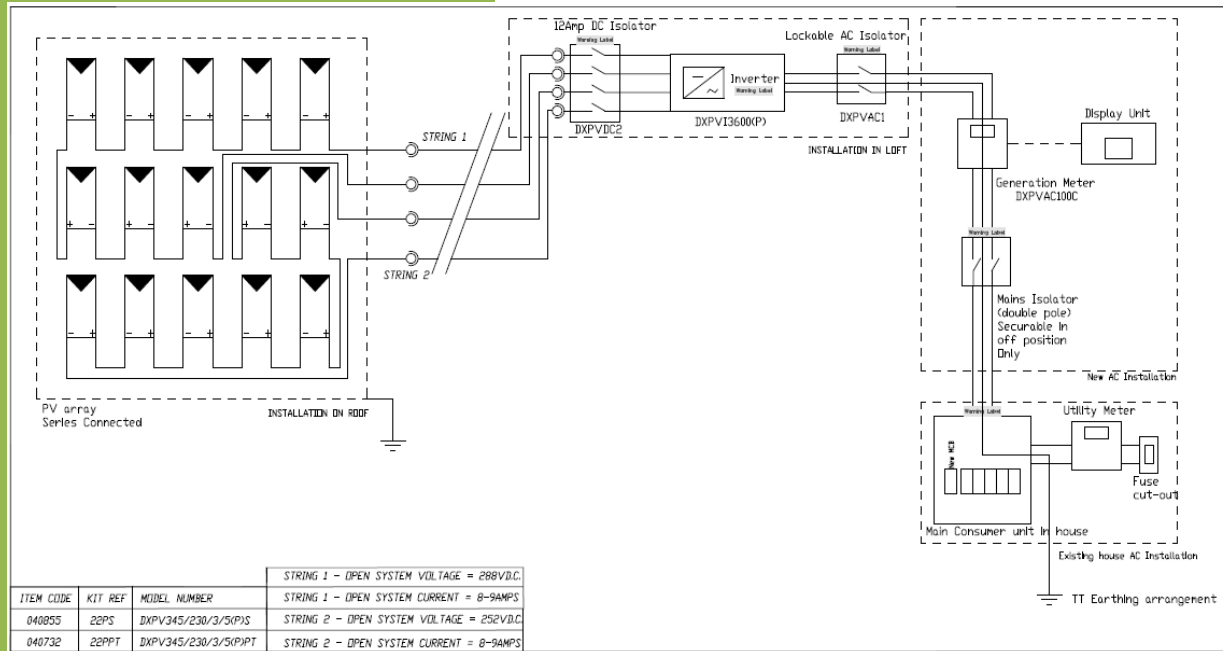 12Amp DC Isolator
Warning Label
Lockable AC Isolator
Warning Label
Inverter
Warning Label
DXPVDC2
DXPVI3600(P)
DXPVAC1
INSTALLATION IN LOFT
STRING 1
STRING 2
+ - + - + - + - + -
+ - + - + - + - + -
- + - + - + - + - +
PV array
Series Connected
INSTALLATION ON ROOF
Display Unit
Generation Meter
DXPVAC100C
Warning Label
Mains Isolator
(double pole)
Securable in
off position
Only
New AC Installation
Warning Label
Utility Meter
New MCB
Fuse
cut-out
Main Consumer unit in house
Existing house AC Installation
TT Earthing arrangement
STRING 1 - OPEN SYSTEM VOLTAGE = 288VD.C.
ITEM CODE KIT REF MODEL NUMBER STRING 1 - OPEN SYSTEM CURRENT = 8-9AMPS
040855 22PS DXPV345/230/3/5(P)S STRING 2 - OPEN SYSTEM VOLTAGE = 252VD.C.
040732 22PPT DXPV345/230/3/5(P)PT STRING 2 - OPEN SYSTEM CURRENT = 8-9AMPS